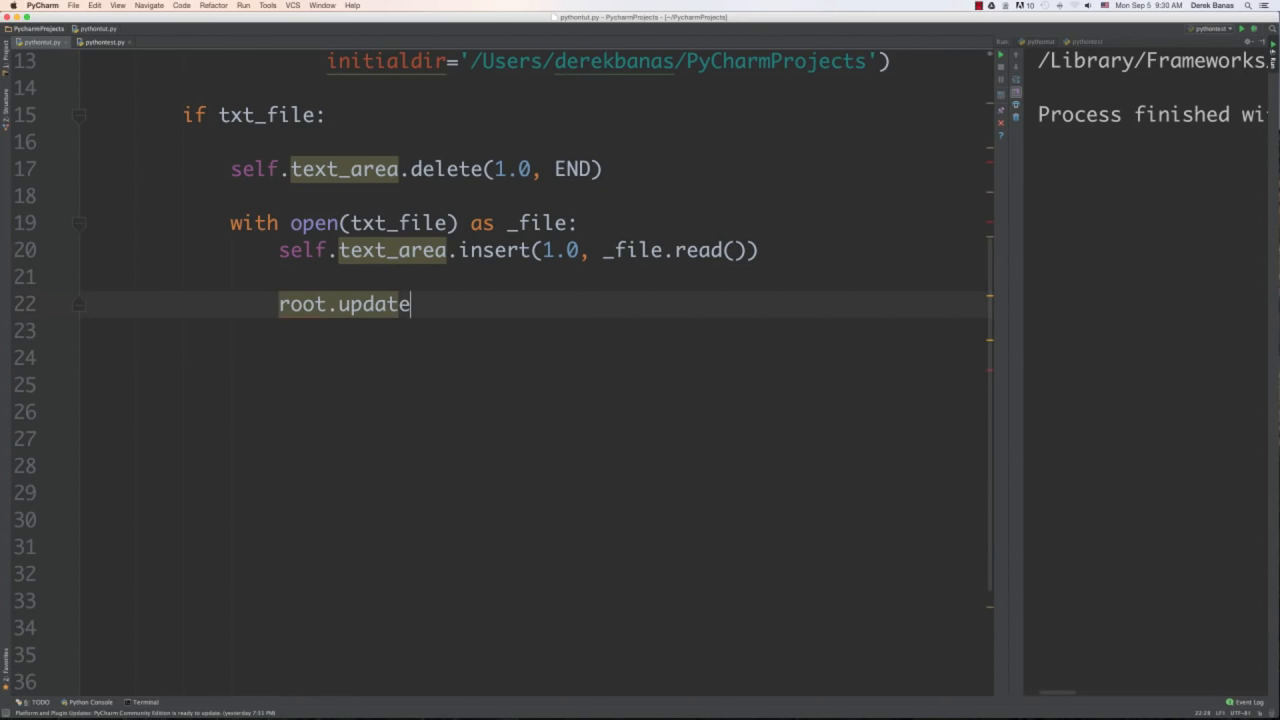 PyCharm File Edit View Navigate Code Refactor Run Tools VCS Window Help 10 Mon Sep 5 9:30 AM Derek Banas
pythontut.py - PycharmProjects - [~/PycharmProjects]
PycharmProjects pythontut.py pythontest
pythontut.py pythontest.py Run: pythontut pythontest
13 initialdir='/Users/derekbanas/PyCharmProjects')
14
15 if txt_file:
16
17 self.text_area.delete(1.0, END)
18
19 with open(txt_file) as _file:
20 self.text_area.insert(1.0, _file.read())
21
22 root.update
23
24
25
26
27
28
29
30
31
32
33
34
35
36
/Library/Frameworks
Process finished wi
1: Project
7: Structure
2: Favorites
6: TODO Python Console Terminal Event Log
Platform and Plugin Updates: PyCharm Community Edition is ready to update. (yesterday 7:51 PM) 22:28 LF÷ UTF-8÷